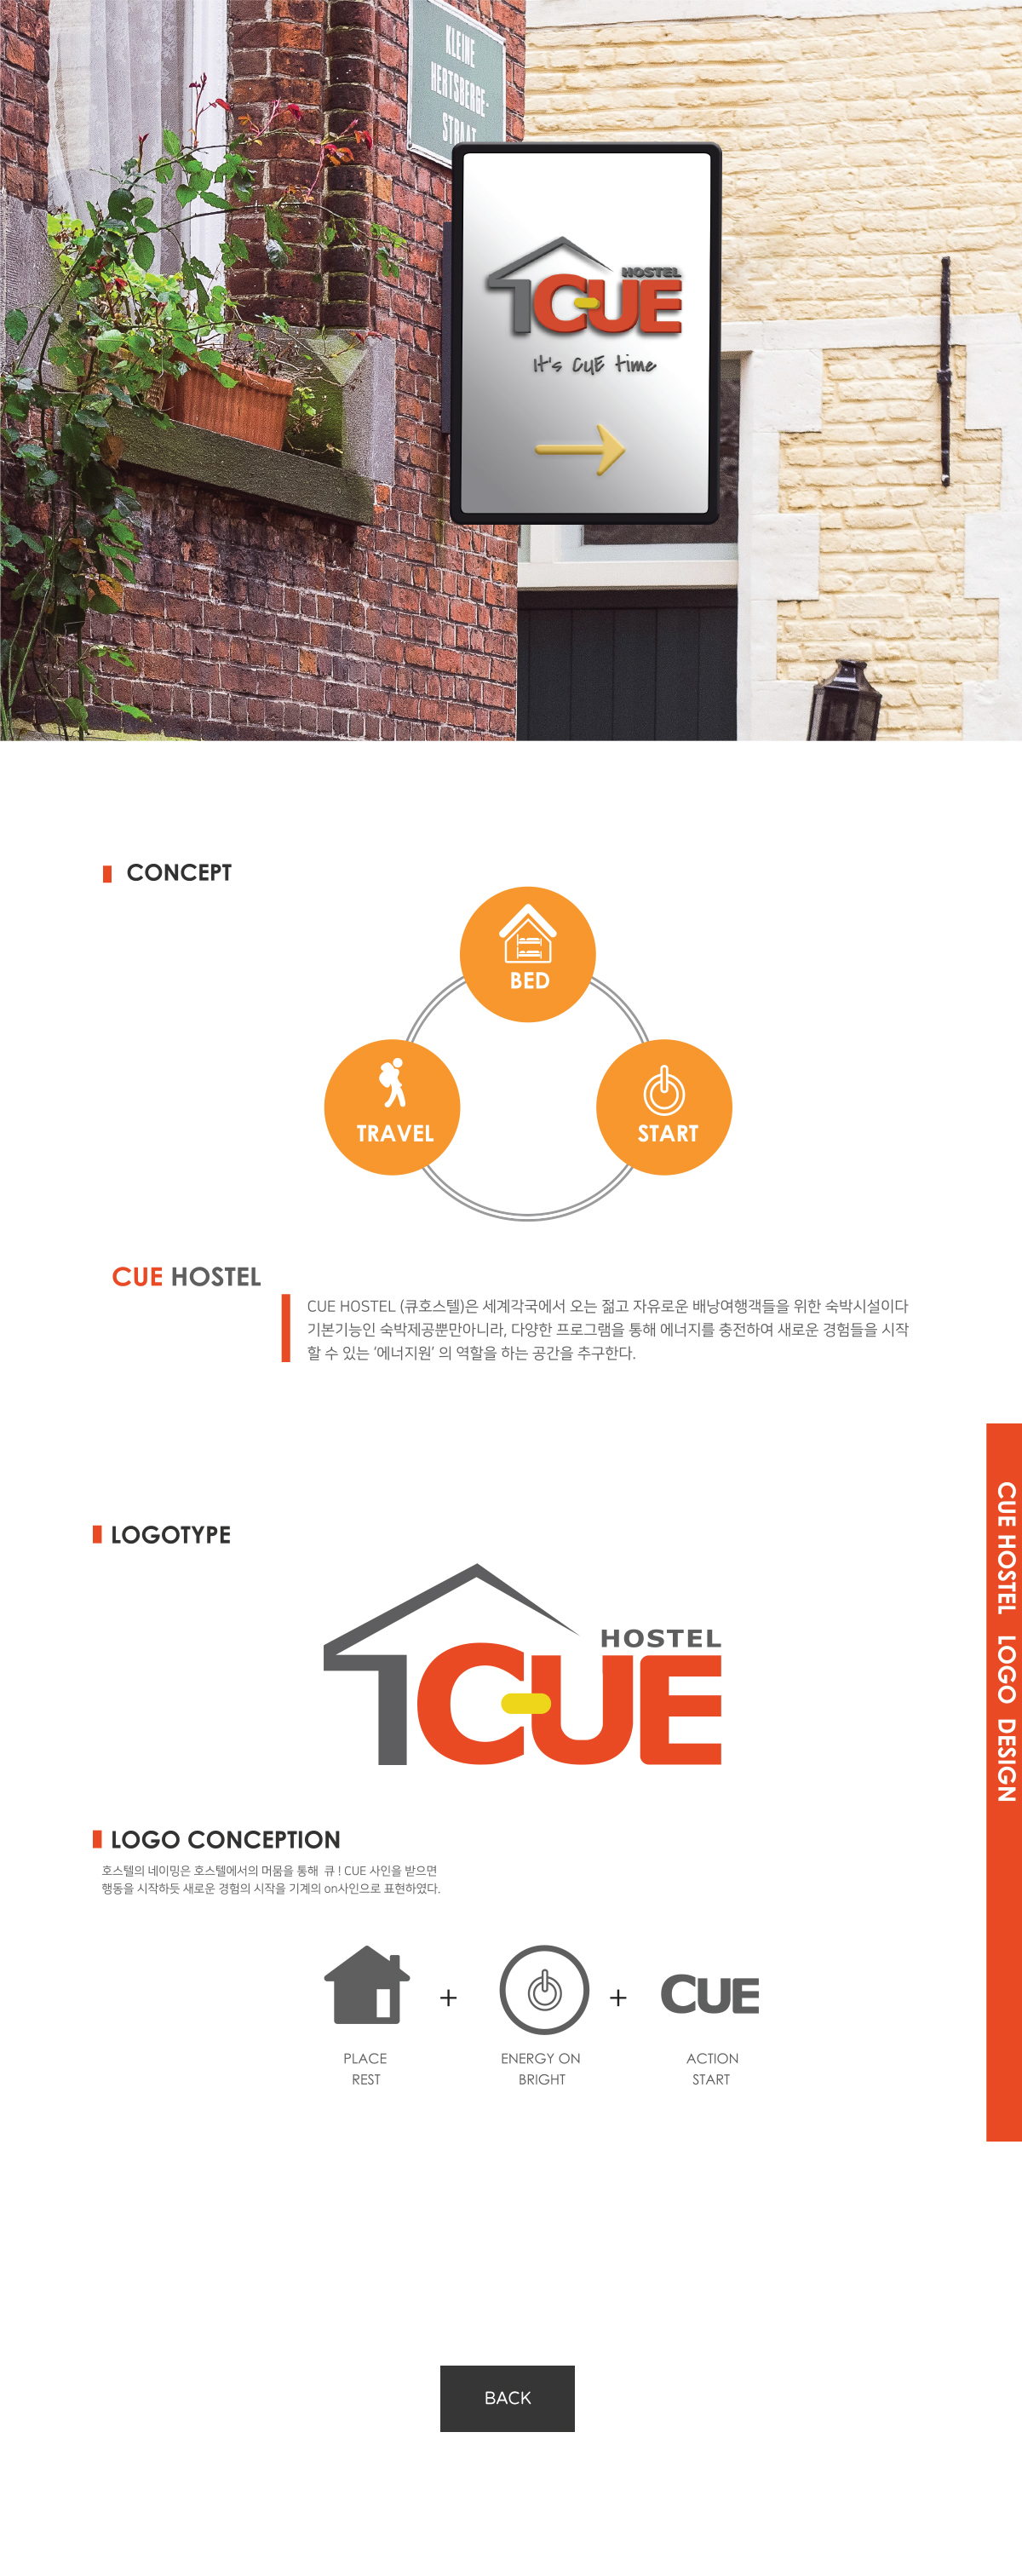 KLEINE
HERTSBERGE-
STRAAT
HOSTEL
CUE
It's CUE time
CONCEPT
BED
TRAVEL
START
CUE HOSTEL
CUE HOSTEL (큐호스텔)은 세계각국에서 오는 젊고 자유로운 배낭여행객들을 위한 숙박시설이다
기본기능인 숙박제공뿐만아니라, 다양한 프로그램을 통해 에너지를 충전하여 새로운 경험들을 시작
할 수 있는 '에너지원' 의 역할을 하는 공간을 추구한다.
CUE HOSTEL LOGO DESIGN
LOGOTYPE
HOSTEL
CUE
LOGO CONCEPTION
호스텔의 네이밍은 호스텔에서의 머뭄을 통해 큐 ! CUE 사인을 받으면
행동을 시작하듯 새로운 경험의 시작을 기계의 on사인으로 표현하였다.
+ + CUE
PLACE ENERGY ON ACTION
REST BRIGHT START
BACK